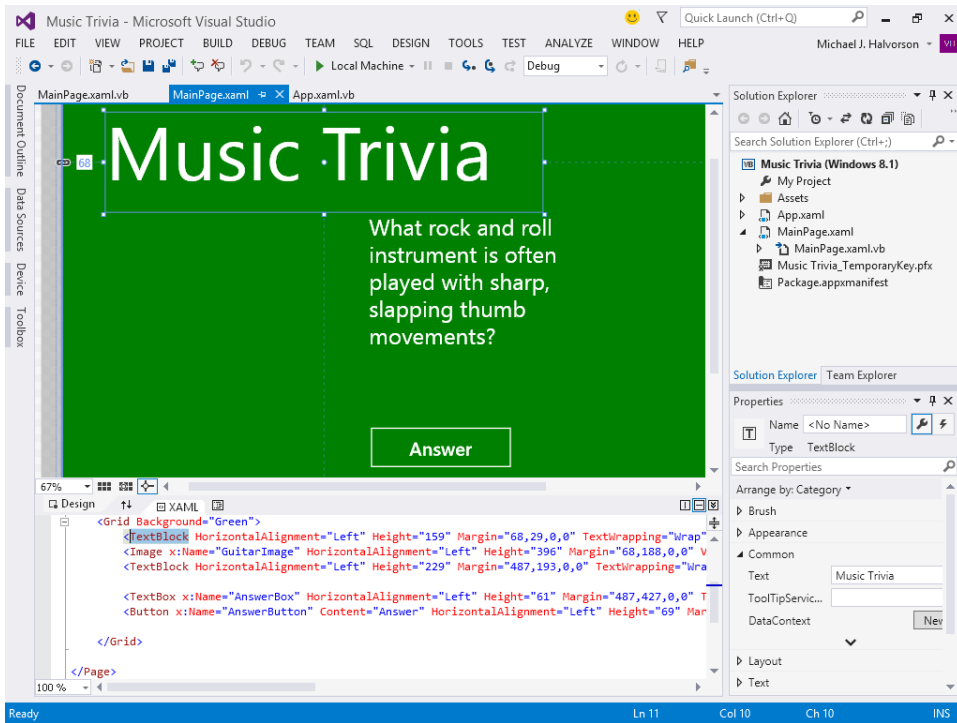 Music Trivia - Microsoft Visual Studio
Quick Launch (Ctrl+Q)
FILE EDIT VIEW PROJECT BUILD DEBUG TEAM SQL DESIGN TOOLS TEST ANALYZE WINDOW HELP
Michael J. Halvorson
Local Machine
Debug
Document Outline
Data Sources
Device
Toolbox
MainPage.xaml.vb MainPage.xaml App.xaml.vb
68
Music Trivia
What rock and roll
instrument is often
played with sharp,
slapping thumb
movements?
Answer
67%
Design XAML
<Grid Background="Green">
<TextBlock HorizontalAlignment="Left" Height="159" Margin="68,29,0,0" TextWrapping="Wrap"
<Image x:Name="GuitarImage" HorizontalAlignment="Left" Height="396" Margin="68,188,0,0" V
<TextBlock HorizontalAlignment="Left" Height="229" Margin="487,193,0,0" TextWrapping="Wra
<TextBox x:Name="AnswerBox" HorizontalAlignment="Left" Height="61" Margin="487,427,0,0" T
<Button x:Name="AnswerButton" Content="Answer" HorizontalAlignment="Left" Height="69" Mar
</Grid>
</Page>
100 %
Solution Explorer
Search Solution Explorer (Ctrl+;)
VB Music Trivia (Windows 8.1)
My Project
Assets
App.xaml
MainPage.xaml
MainPage.xaml.vb
Music Trivia_TemporaryKey.pfx
Package.appxmanifest
Solution Explorer Team Explorer
Properties
Name <No Name>
Type TextBlock
Search Properties
Arrange by: Category
Brush
Appearance
Common
Text Music Trivia
ToolTipServic...
DataContext New
Layout
Text
Ready Ln 11 Col 10 Ch 10 INS